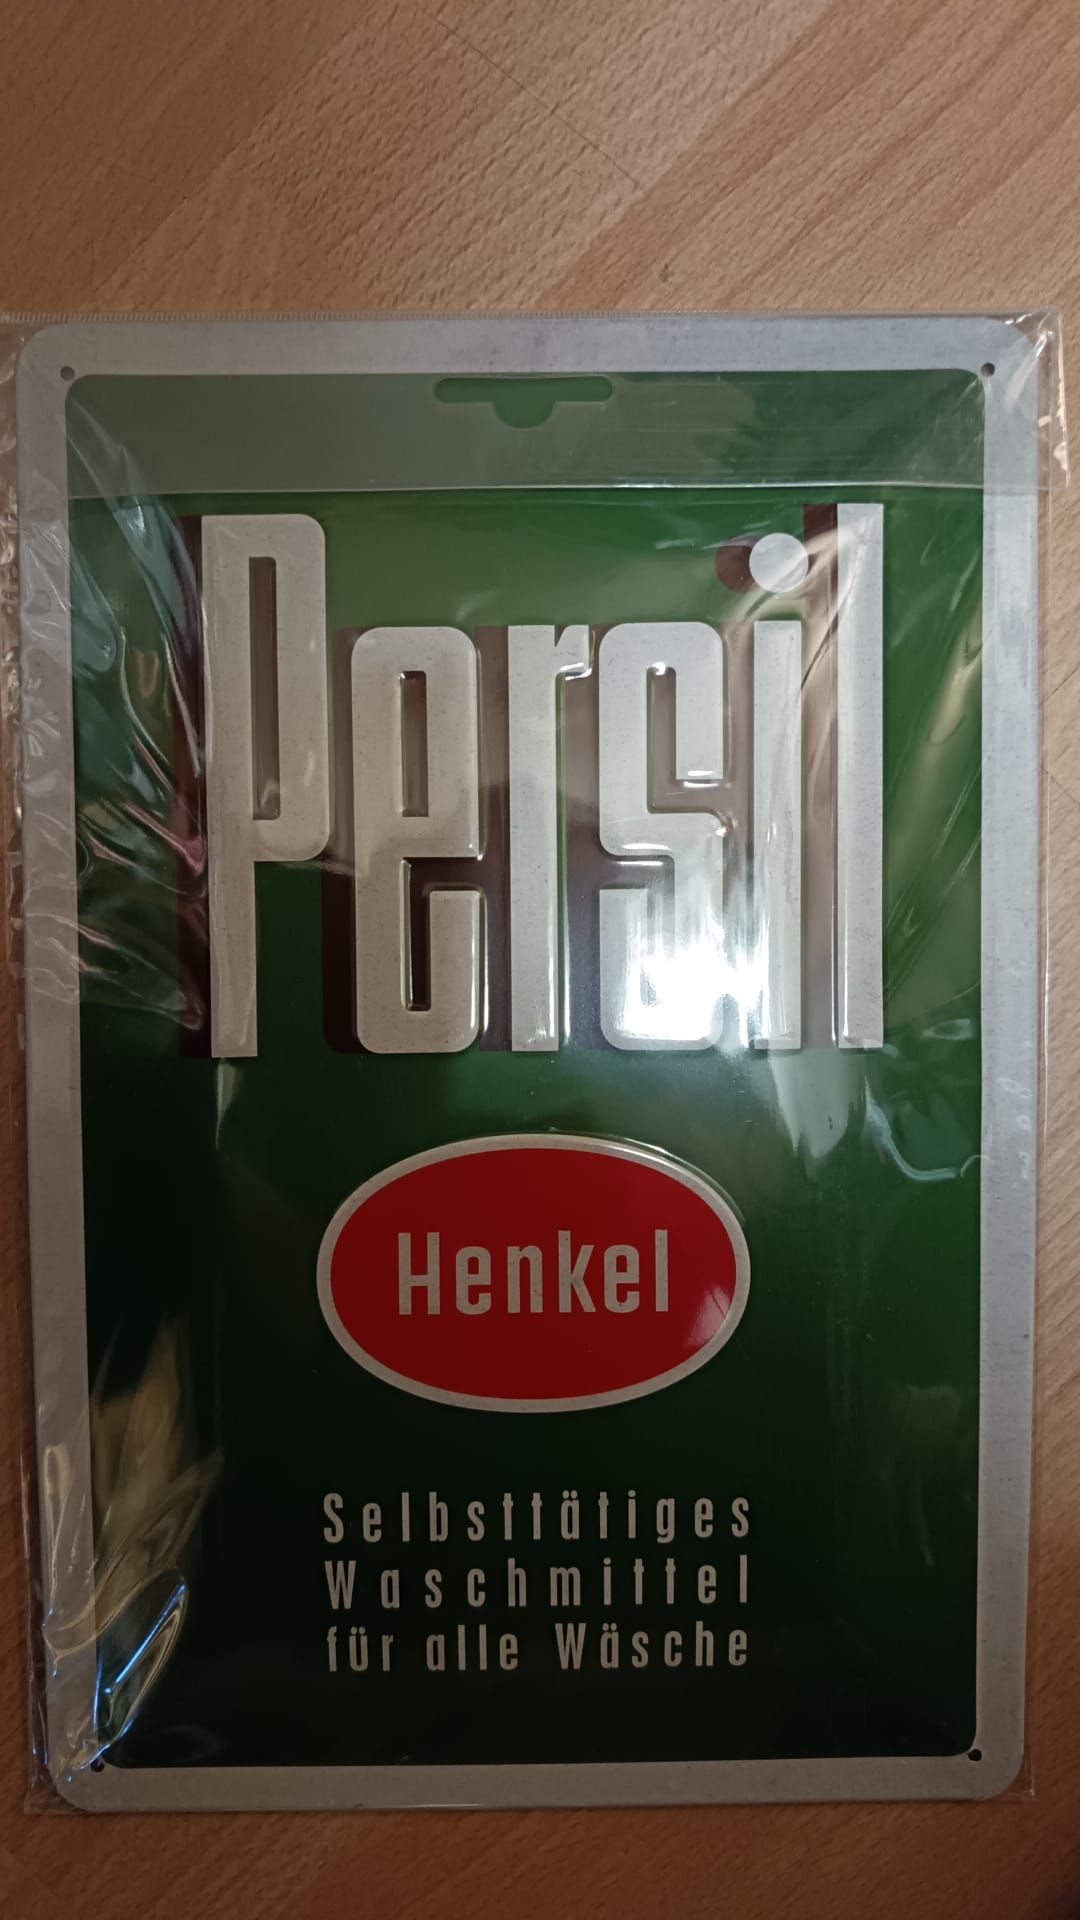 Persil
Henkel
Selbsttätiges
Waschmittel
für alle Wäsche